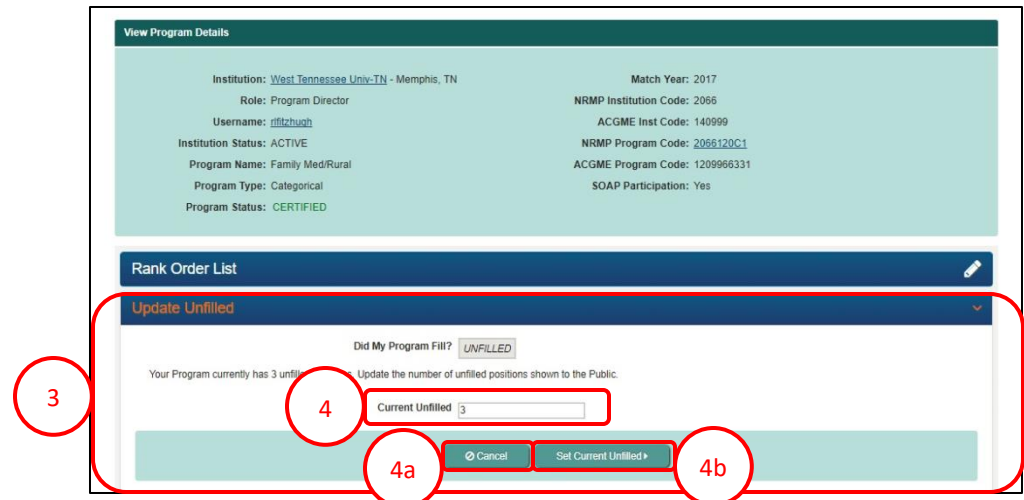 View Program Details
Institution: West Tennessee Univ-TN - Memphis, TN
Match Year: 2017
Role: Program Director
NRMP Institution Code: 2066
Username: rlfitzhugh
ACGME Inst Code: 140999
Institution Status: ACTIVE
NRMP Program Code: 2066120C1
Program Name: Family Med/Rural
ACGME Program Code: 1209966331
Program Type: Categorical
SOAP Participation: Yes
Program Status: CERTIFIED
Rank Order List
Update Unfilled
Did My Program Fill? UNFILLED
Your Program currently has 3 Update the number of unfilled positions shown to the Public.
3
4
Current Unfilled 3
Cancel
Set Current Unfilled
4a
4b